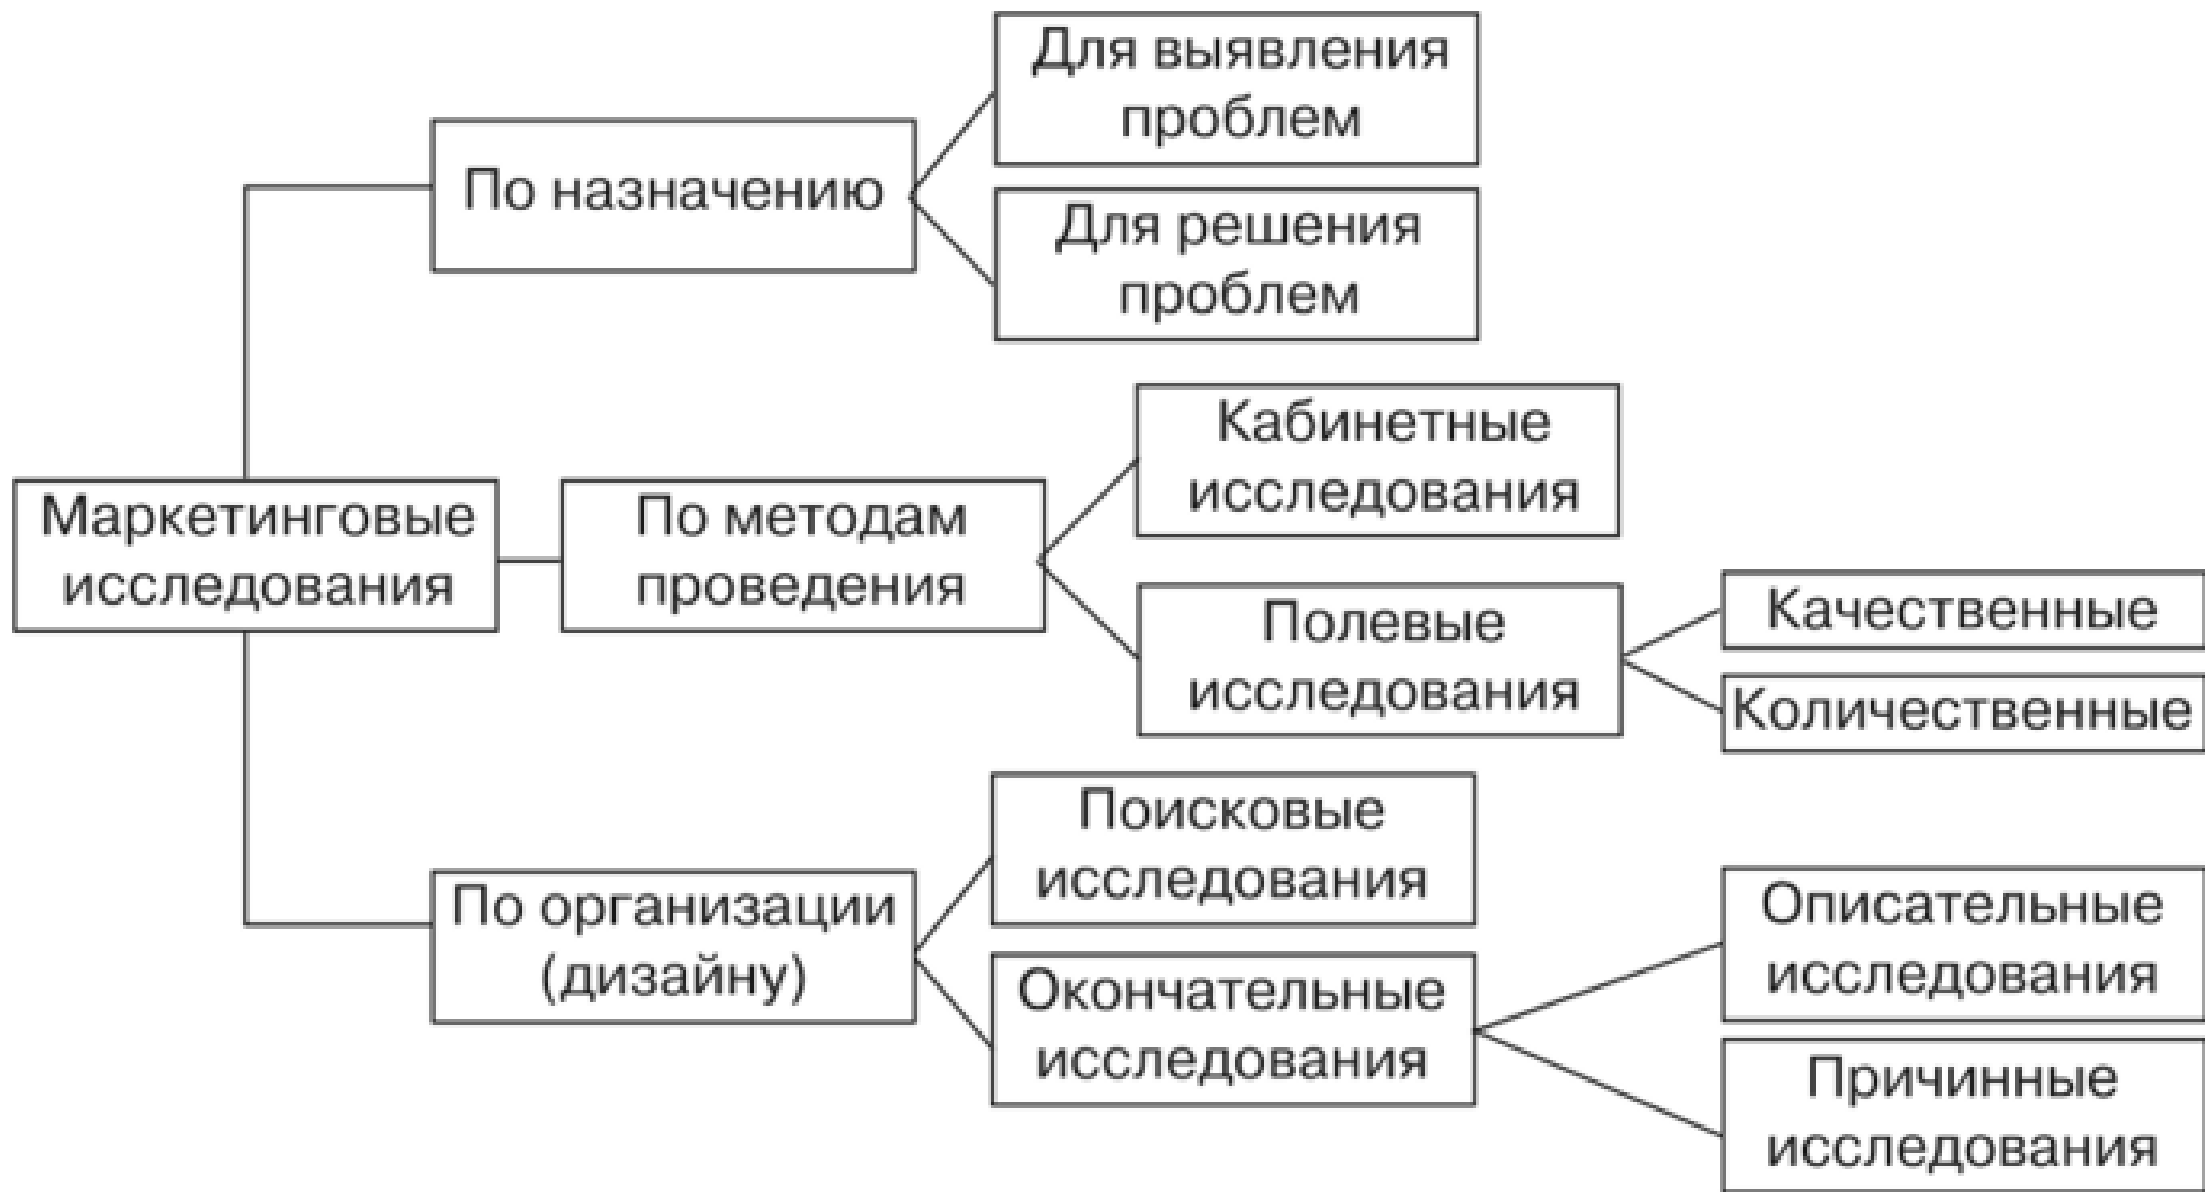 Для выявления
проблем
По назначению
Для решения
проблем
Кабинетные
исследования
Маркетинговые
исследования
По методам
проведения
Полевые
исследования
Качественные
Количественные
Поисковые
исследования
По организации
(дизайну)
Окончательные
исследования
Описательные
исследования
Причинные
исследования